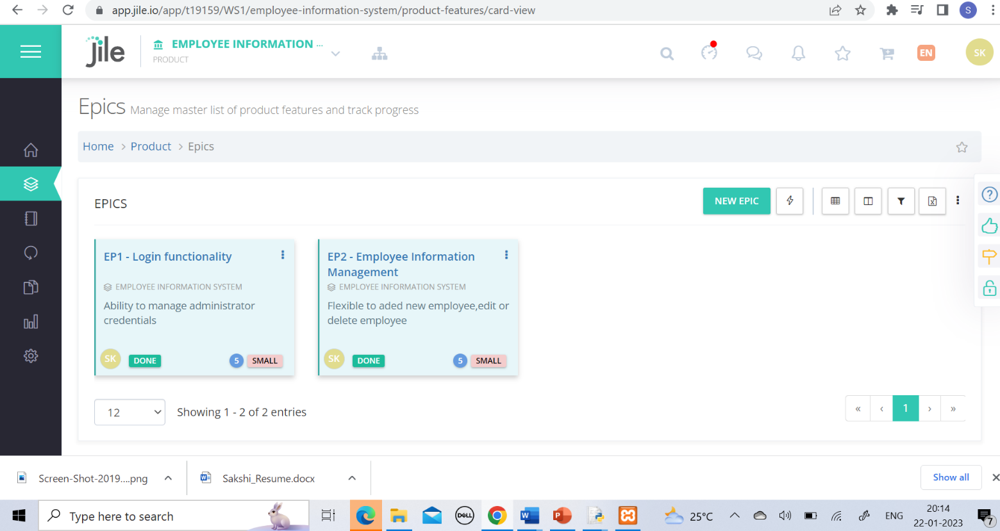 app.jile.io/app/t19159/WS1/employee-information-system/product-features/card-view
S
jile
EMPLOYEE INFORMATION ...
PRODUCT
EN
SK
Epics Manage master list of product features and track progress
Home > Product > Epics
EPICS
NEW EPIC
EP1 - Login functionality
EMPLOYEE INFORMATION SYSTEM
Ability to manage administrator
credentials
SK DONE 5 SMALL
EP2 - Employee Information
Management
EMPLOYEE INFORMATION SYSTEM
Flexible to aded new employee,edit or
delete employee
SK DONE 5 SMALL
12 Showing 1 - 2 of 2 entries
« ‹ 1 › »
Screen-Shot-2019....png
Sakshi_Resume.docx
Show all
Type here to search
DELL
25°C
ENG
20:14
22-01-2023
7